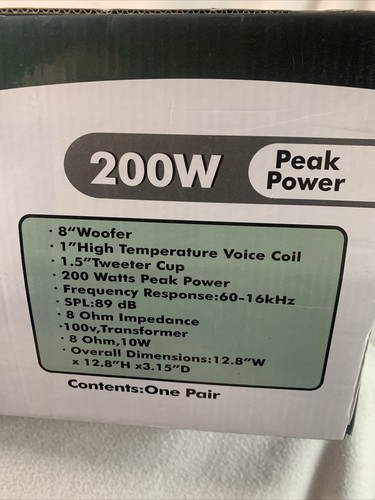 200W Peak Power
· 8"Woofer
· 1"High Temperature Voice Coil
· 1.5"Tweeter Cup
· 200 Watts Peak Power
· Frequency Response:60-16kHz
· SPL:89 dB
· 8 Ohm Impedance
·100v,Transformer
· 8 Ohm,10W
· Overall Dimensions:12.8"W
x 12.8"H x3.15"D
Contents:One Pair